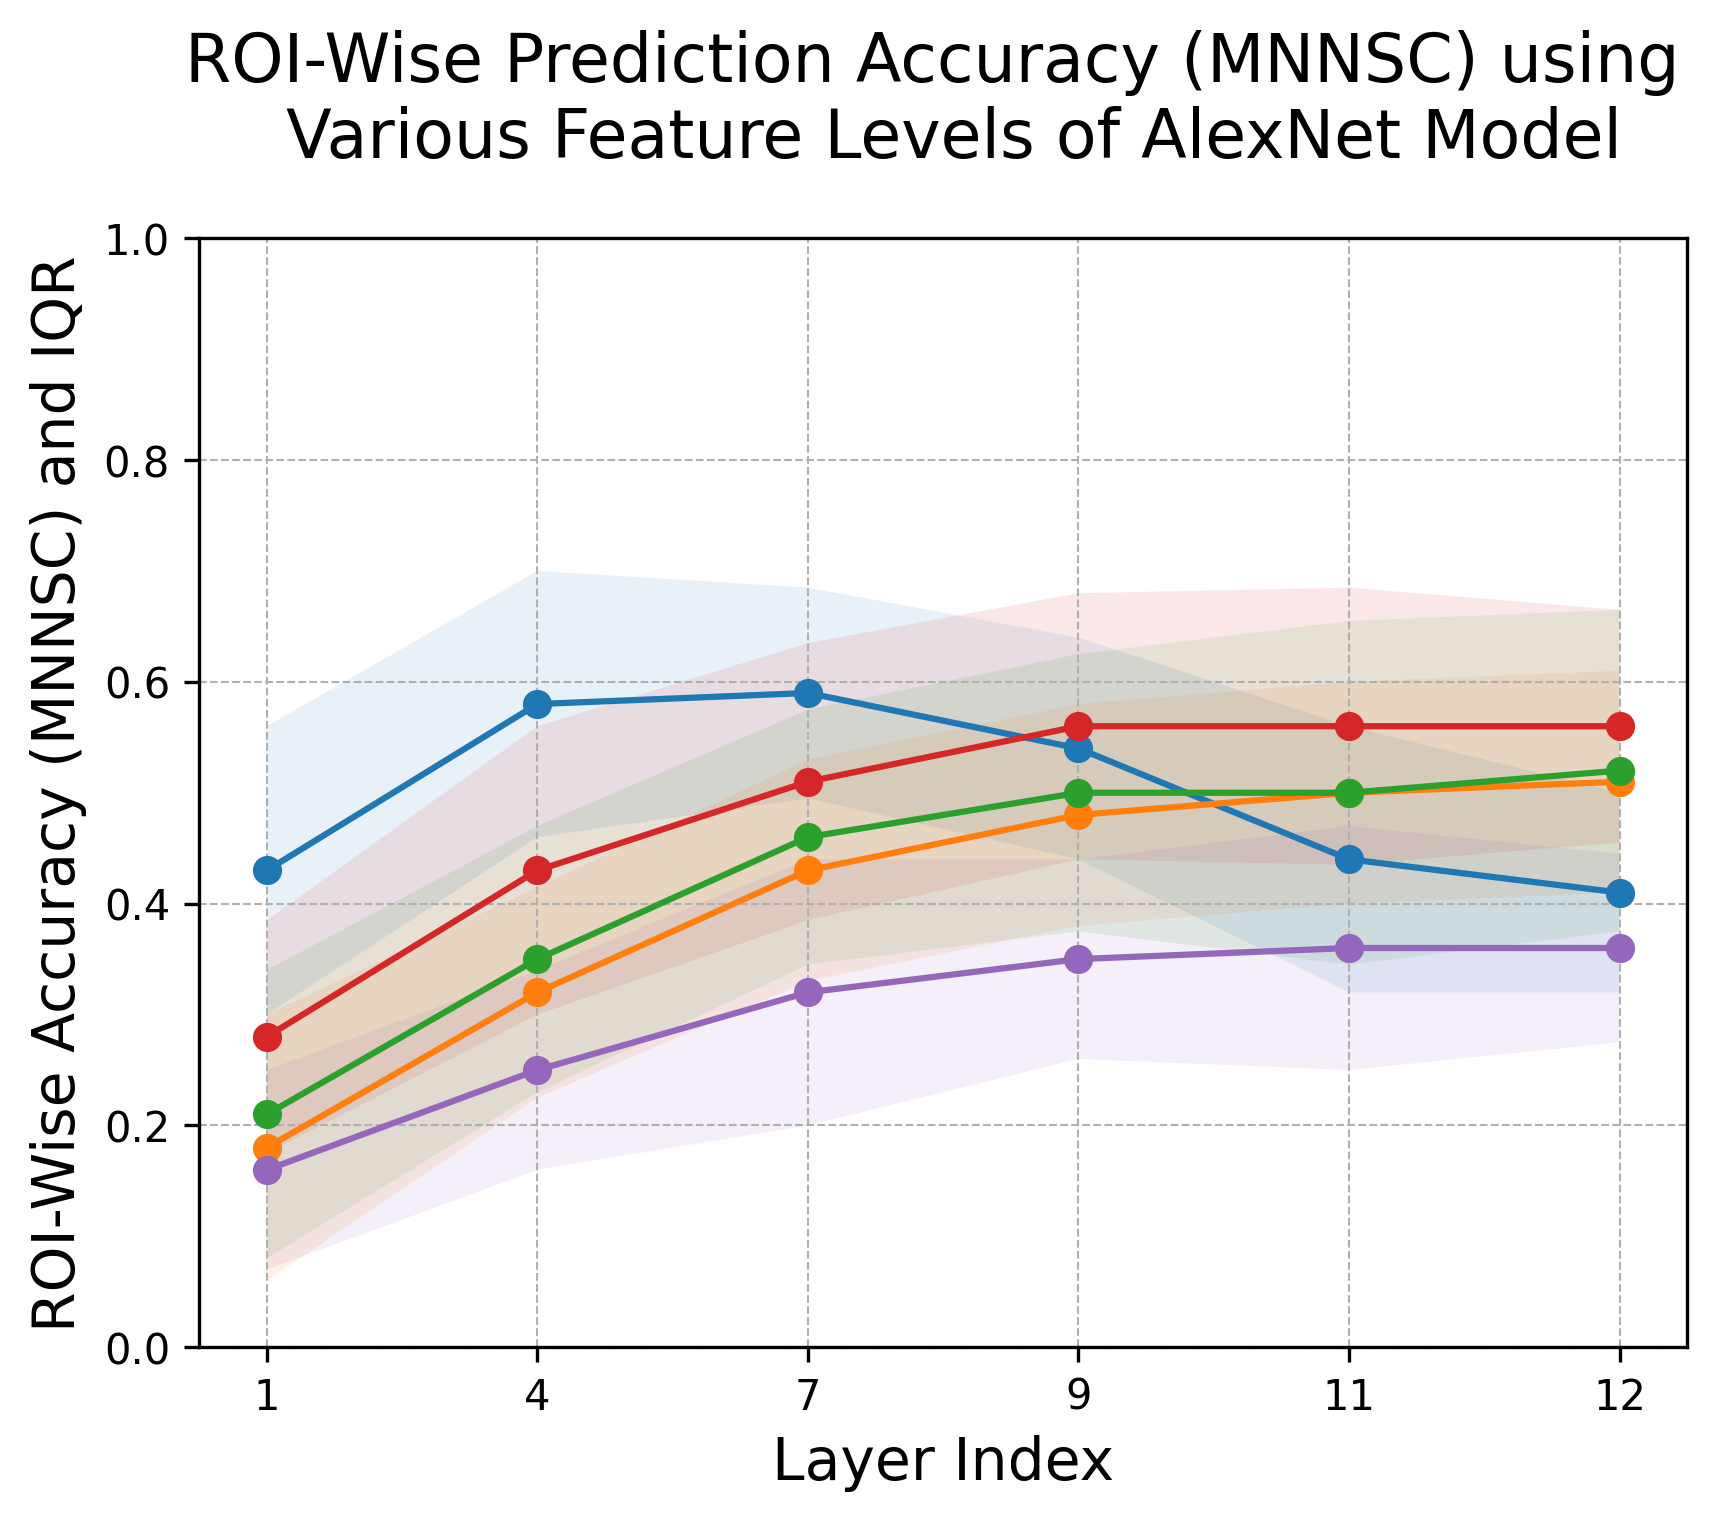 ROI-Wise Prediction Accuracy (MNNSC) using
Various Feature Levels of AlexNet Model
ROI-Wise Accuracy (MNNSC) and IQR
1.0
0.8
0.6
0.4
0.2
0.0
1 4 7 9 11 12
Layer Index